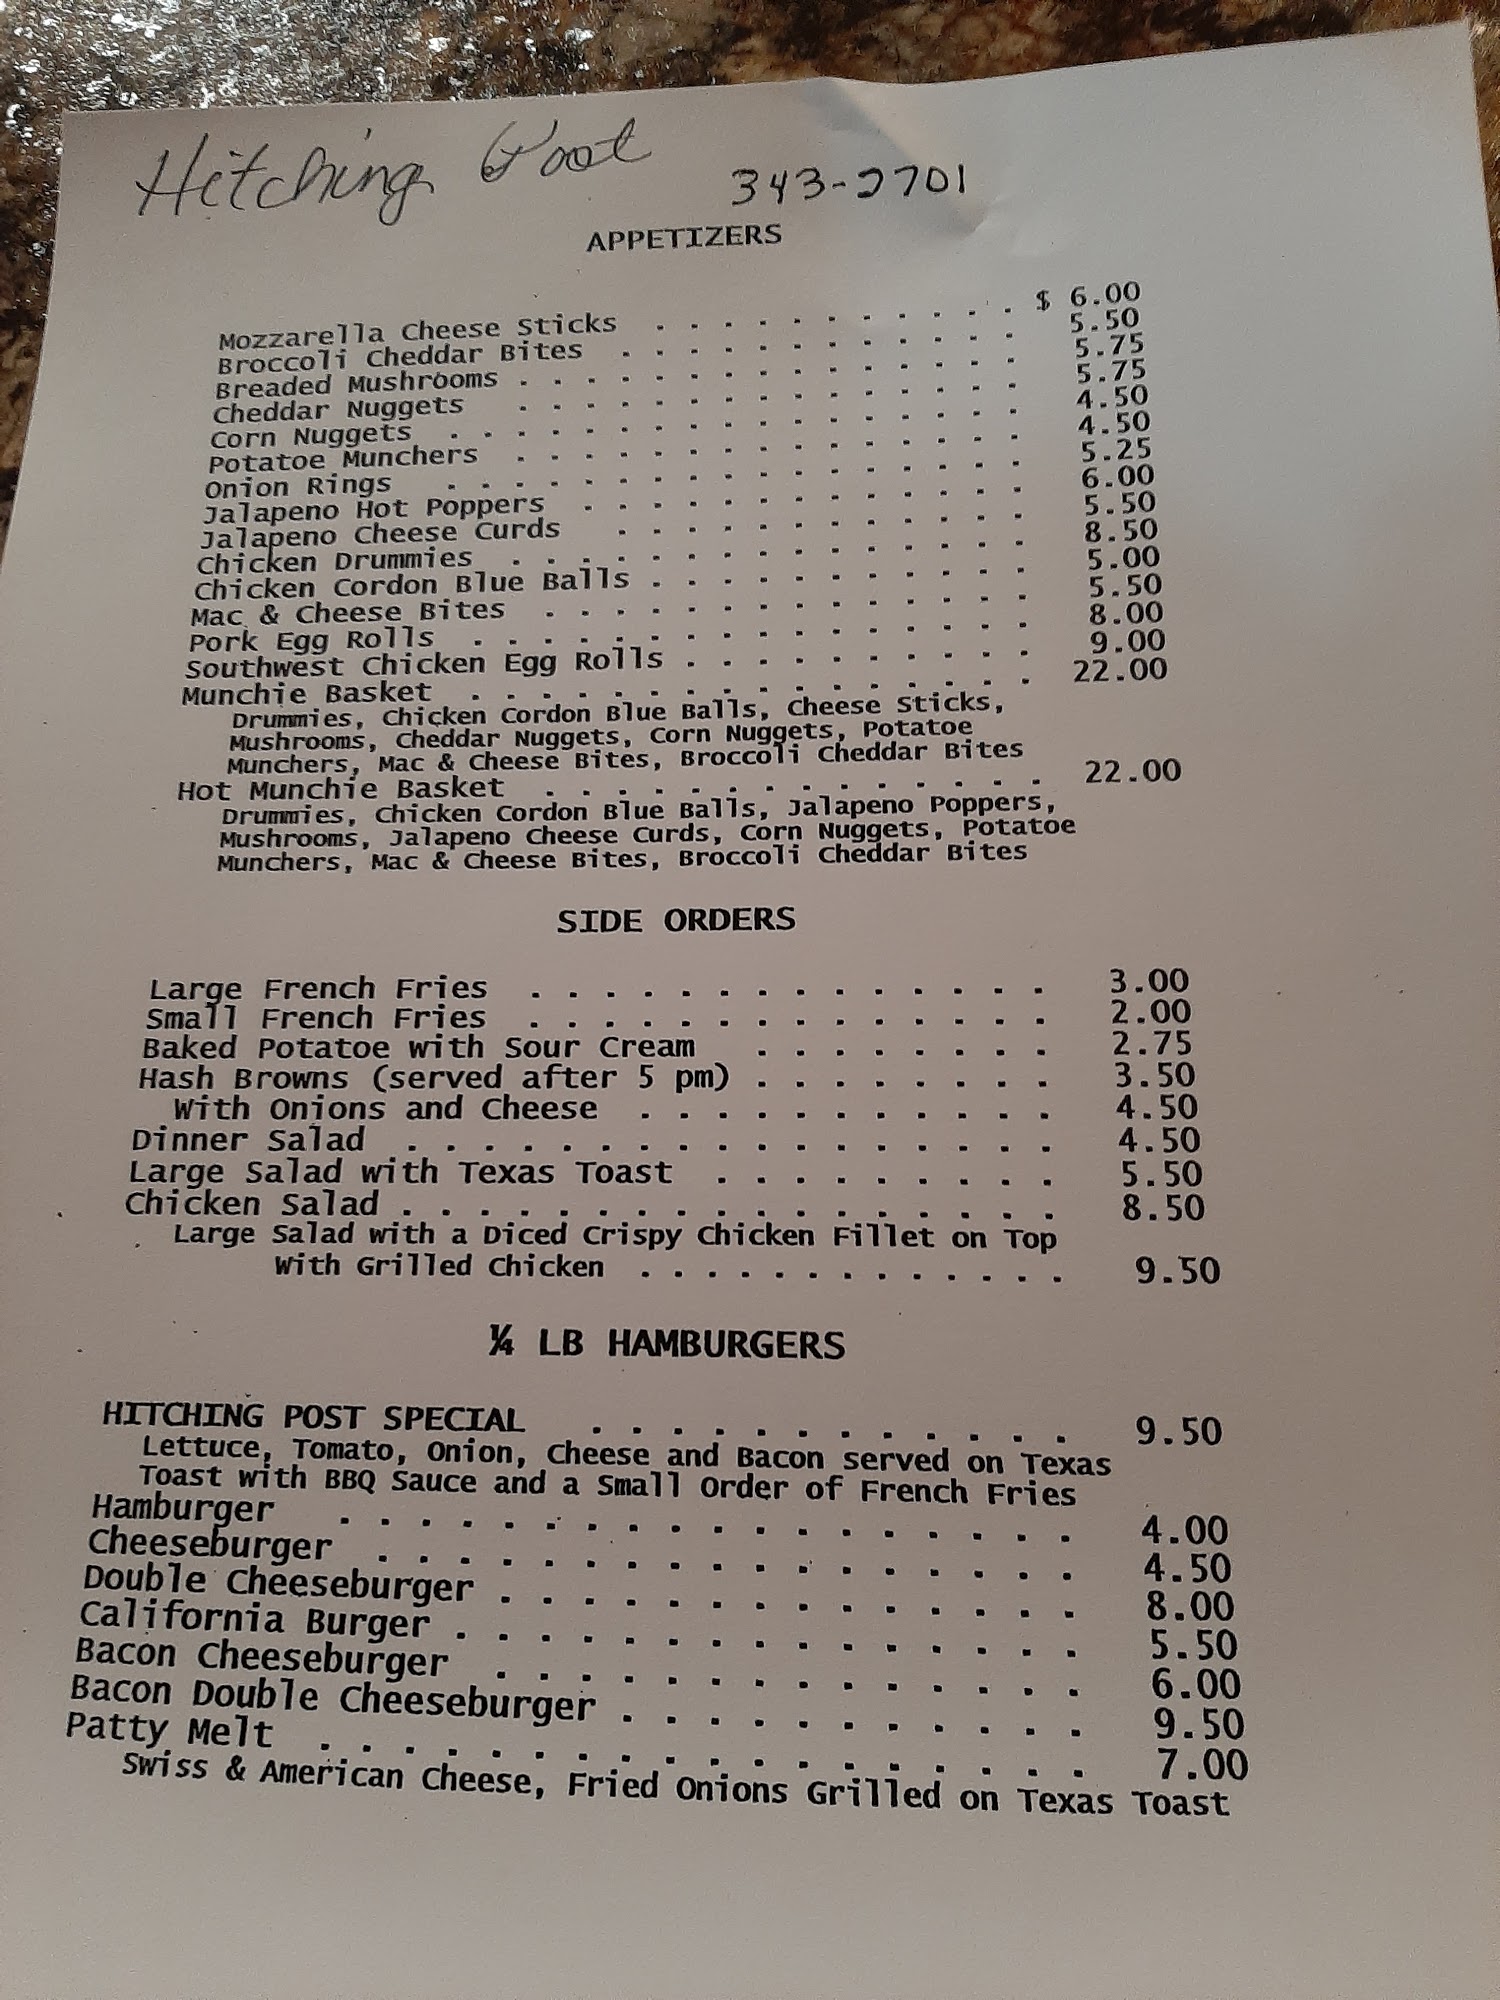 Hitching Post 343-2701
APPETIZERS
Mozzarella Cheese Sticks . . . . . . . . . . . $ 6.00
Broccoli Cheddar Bites . . . . . . . . . . . . 5.50
Breaded Mushrooms . . . . . . . . . . . . . . . 5.75
Cheddar Nuggets . . . . . . . . . . . . . . . 5.75
Corn Nuggets . . . . . . . . . . . . . . . . . 4.50
Potatoe Munchers . . . . . . . . . . . . . . . 4.50
Onion Rings . . . . . . . . . . . . . . . . . 5.25
Jalapeno Hot Poppers . . . . . . . . . . . . . 6.00
Jalapeno Cheese Curds . . . . . . . . . . . . 5.50
Chicken Drummies . . . . . . . . . . . . . . . 8.50
Chicken Cordon Blue Balls . . . . . . . . . . . 5.00
Mac & Cheese Bites . . . . . . . . . . . . . . 5.50
Pork Egg Rolls . . . . . . . . . . . . . . . . 8.00
Southwest Chicken Egg Rolls . . . . . . . . . . 9.00
Munchie Basket . . . . . . . . . . . . . . . . 22.00
Drummies, Chicken Cordon Blue Balls, Cheese Sticks,
Mushrooms, Cheddar Nuggets, Corn Nuggets, Potatoe
Munchers, Mac & Cheese Bites, Broccoli Cheddar Bites
Hot Munchie Basket . . . . . . . . . . . . . . 22.00
Drummies, Chicken Cordon Blue Balls, Jalapeno Poppers,
Mushrooms, Jalapeno Cheese Curds, Corn Nuggets, Potatoe
Munchers, Mac & Cheese Bites, Broccoli Cheddar Bites
SIDE ORDERS
Large French Fries . . . . . . . . . . . . . . 3.00
Small French Fries . . . . . . . . . . . . . . 2.00
Baked Potatoe with Sour Cream . . . . . . . . 2.75
Hash Browns (served after 5 pm) . . . . . . . . 3.50
With Onions and Cheese . . . . . . . . . . . 4.50
Dinner Salad . . . . . . . . . . . . . . . . . 4.50
Large Salad with Texas Toast . . . . . . . . . 5.50
Chicken Salad . . . . . . . . . . . . . . . . . 8.50
Large Salad with a Diced Crispy Chicken Fillet on Top
With Grilled Chicken . . . . . . . . . . . . . 9.50
¼ LB HAMBURGERS
HITCHING POST SPECIAL . . . . . . . . . . . . 9.50
Lettuce, Tomato, Onion, Cheese and Bacon served on Texas
Toast with BBQ Sauce and a Small Order of French Fries
Hamburger . . . . . . . . . . . . . . . . . . 4.00
Cheeseburger . . . . . . . . . . . . . . . . . 4.50
Double Cheeseburger . . . . . . . . . . . . . . 8.00
California Burger . . . . . . . . . . . . . . . 5.50
Bacon Cheeseburger . . . . . . . . . . . . . . 6.00
Bacon Double Cheeseburger . . . . . . . . . . . 9.50
Patty Melt . . . . . . . . . . . . . . . . . . 7.00
Swiss & American Cheese, Fried Onions Grilled on Texas Toast